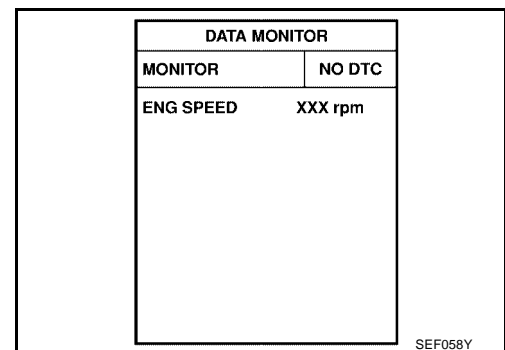 DATA MONITOR
MONITOR NO DTC
ENG SPEED XXX rpm
SEF058Y